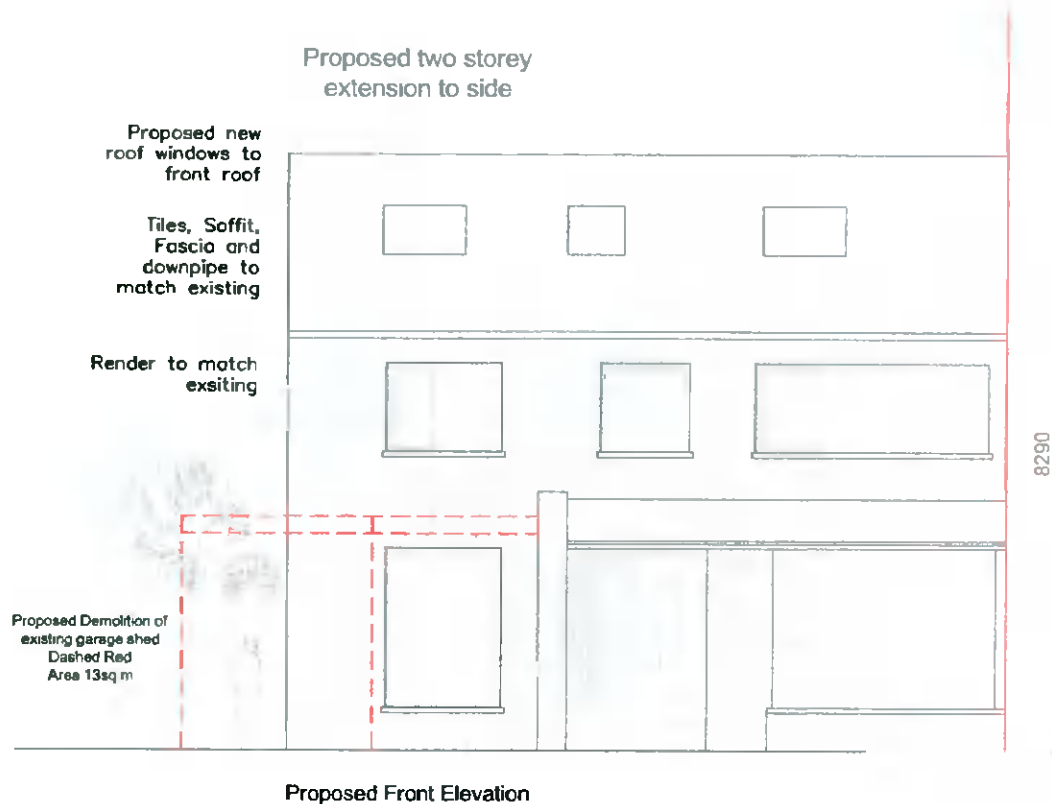 Proposed two storey
extension to side
Proposed new
roof windows to
front roof
Tiles, Soffit,
Fascia and
downpipe to
match existing
Render to match
exsiting
8290
Proposed Demolition of
existing garage shed
Dashed Red
Area 13sq m
Proposed Front Elevation